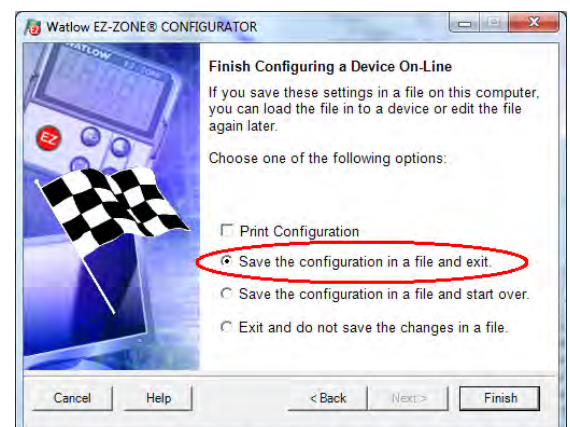 Watlow EZ-ZONE® CONFIGURATOR
WATLOW
EZ
Finish Configuring a Device On-Line
If you save these settings in a file on this computer,
you can load the file in to a device or edit the file
again later.
Choose one of the following options:
Print Configuration
Save the configuration in a file and exit.
Save the configuration in a file and start over.
Exit and do not save the changes in a file.
Cancel
Help
< Back
Next >
Finish